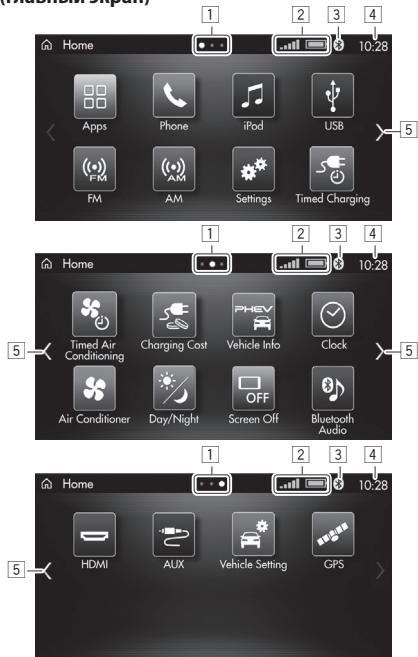 (Главный экран)
1 2 3 4
Home 10:28
Apps Phone iPod USB
5
FM AM
FM AM Settings Timed Charging
1 2 3 4
Home 10:28
PHEV
Timed Air Conditioning Charging Cost Vehicle Info Clock
5 5
OFF
Air Conditioner Day/Night Screen Off Bluetooth Audio
1 2 3 4
Home 10:28
5
HDMI AUX Vehicle Setting GPS